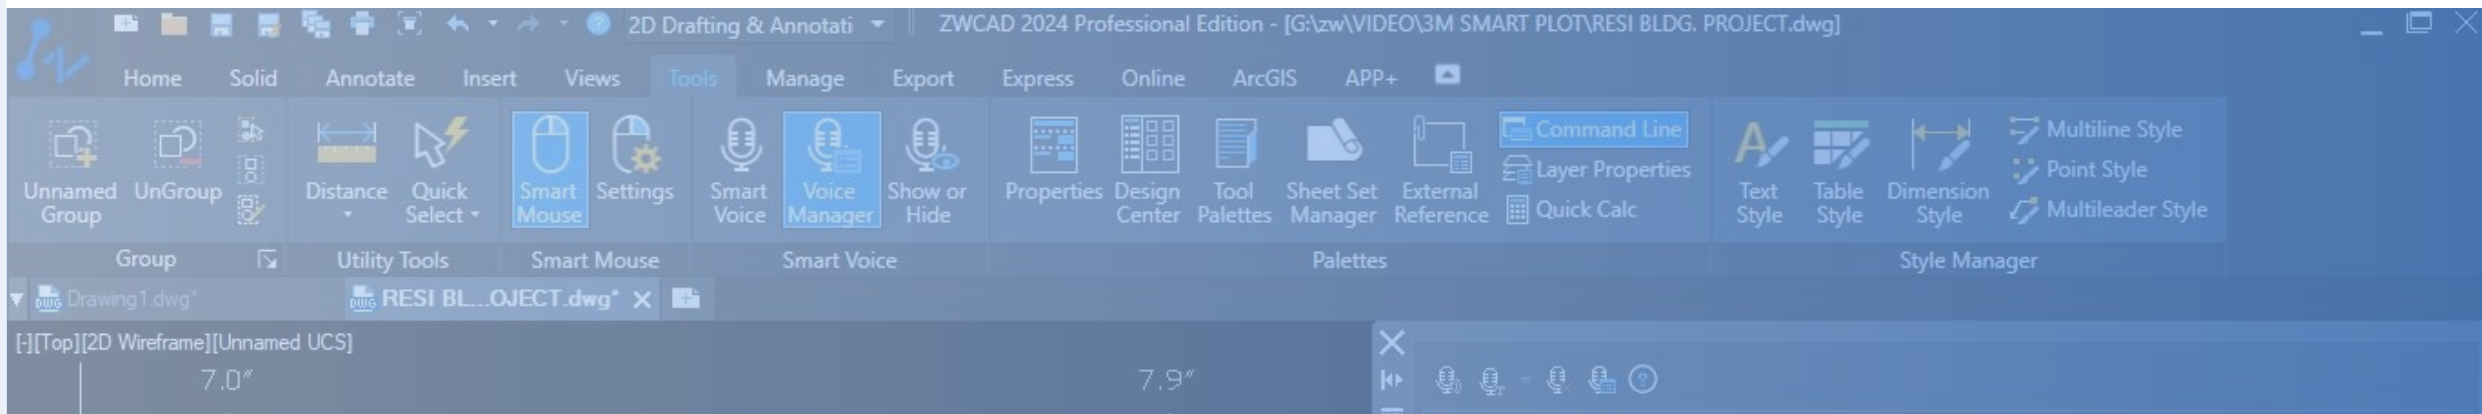 2D Drafting & Annotati ZWCAD 2024 Professional Edition - [G:\zw\VIDEO\3M SMART PLOT\RESI BLDG. PROJECT.dwg]
Home Solid Annotate Insert Views Tools Manage Export Express Online ArcGIS APP+
Unnamed Group
UnGroup
Distance
Quick Select
Smart Mouse
Settings
Smart Voice
Voice Manager
Show or Hide
Properties
Design Center
Tool Palettes
Sheet Set Manager
External Reference
Command Line
Layer Properties
Quick Calc
Text Style
Table Style
Dimension Style
Multiline Style
Point Style
Multileader Style
Group Utility Tools Smart Mouse Smart Voice Palettes Style Manager
DWG Drawing1.dwg* DWG RESI BL...OJECT.dwg*
[-][Top][2D Wireframe][Unnamed UCS]
7.0″ 7.9″